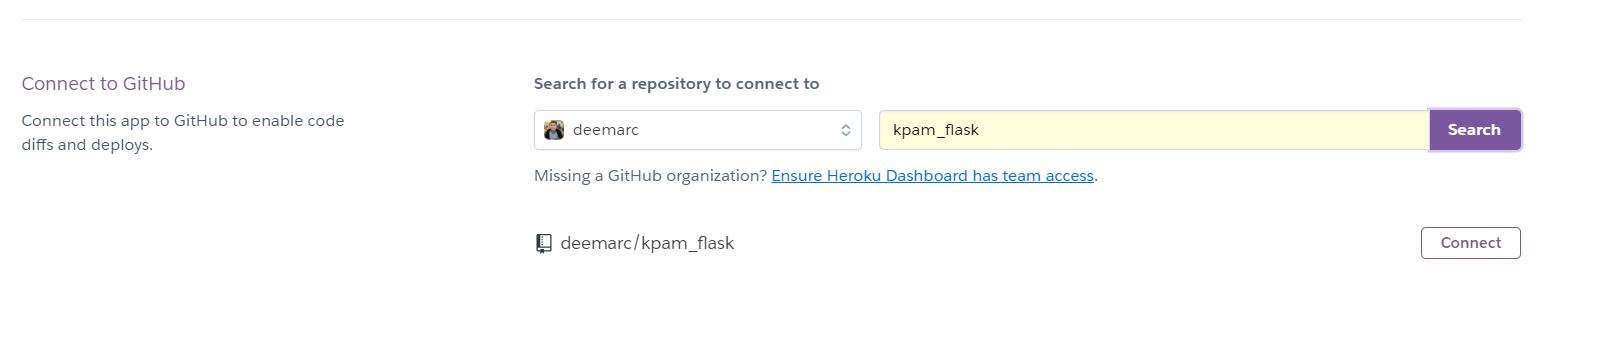 Connect to GitHub
Connect this app to GitHub to enable code
diffs and deploys.
Search for a repository to connect to
deemarc
kpam_flask
Search
Missing a GitHub organization? Ensure Heroku Dashboard has team access.
deemarc/kpam_flask
Connect